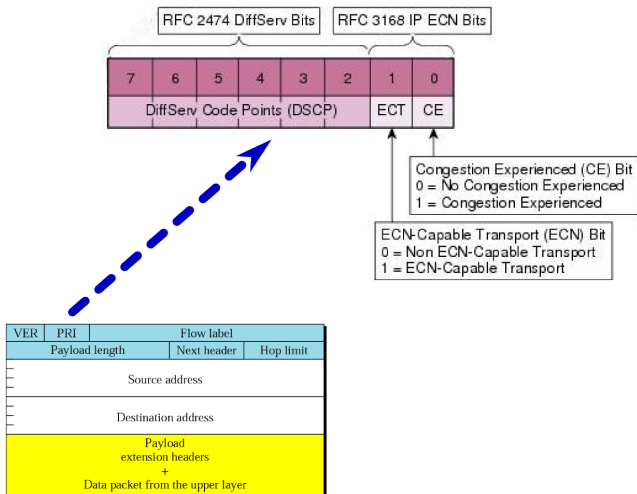 RFC 2474 DiffServ Bits
RFC 3168 IP ECN Bits
7 6 5 4 3 2 1 0
DiffServ Code Points (DSCP) ECT CE
Congestion Experienced (CE) Bit
0 = No Congestion Experienced
1 = Congestion Experienced
ECN-Capable Transport (ECN) Bit
0 = Non ECN-Capable Transport
1 = ECN-Capable Transport
VER PRI Flow label
Payload length Next header Hop limit
Source address
Destination address
Payload
extension headers
+
Data packet from the upper layer